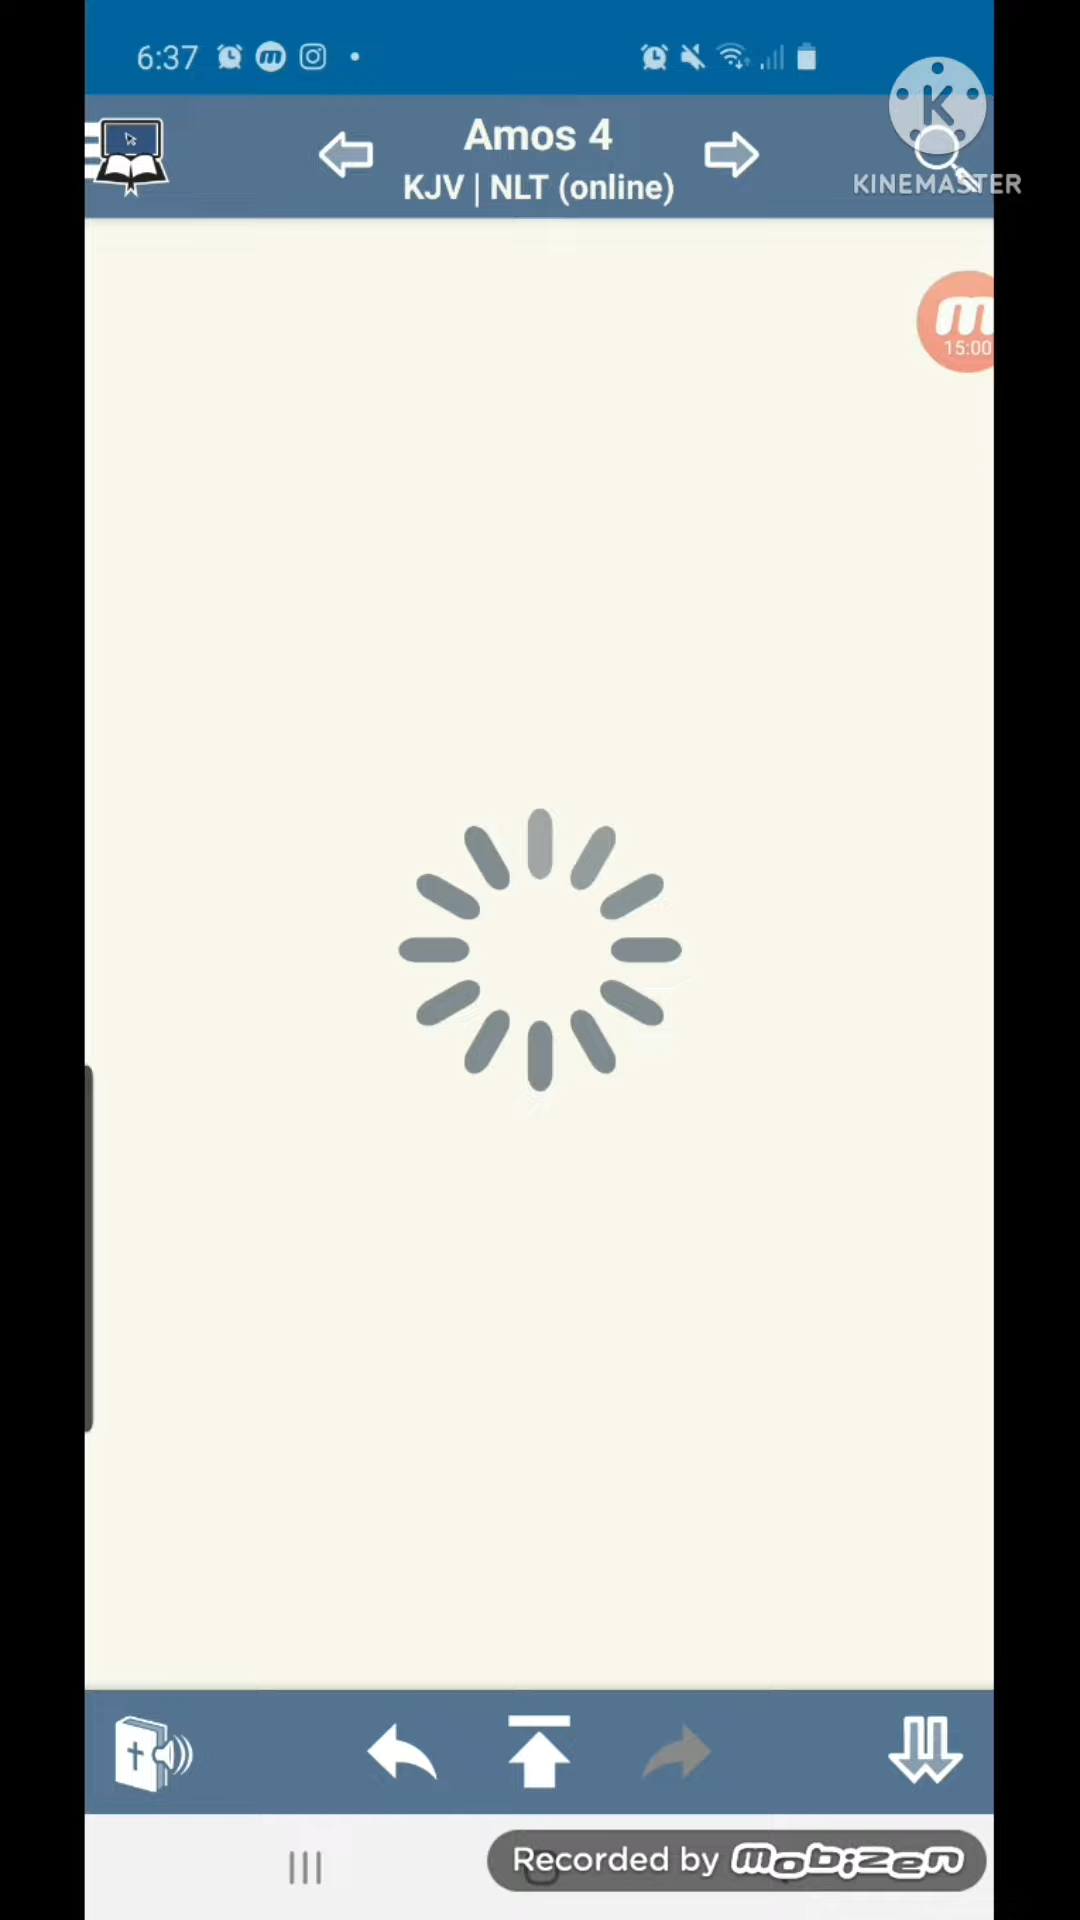 6:37
Amos 4
KJV | NLT (online)
KINEMASTER
15:00
Recorded by mobizen